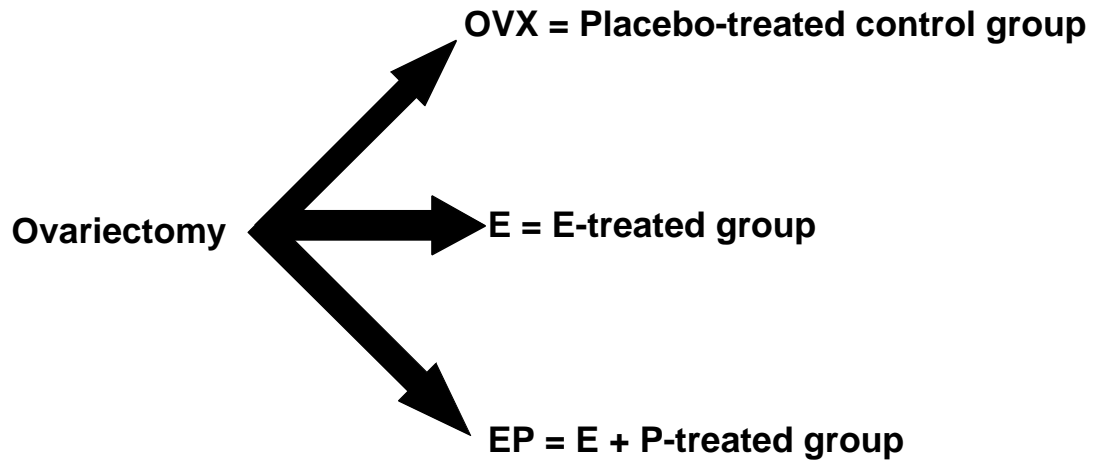 OVX = Placebo-treated control group
Ovariectomy
E = E-treated group
EP = E + P-treated group